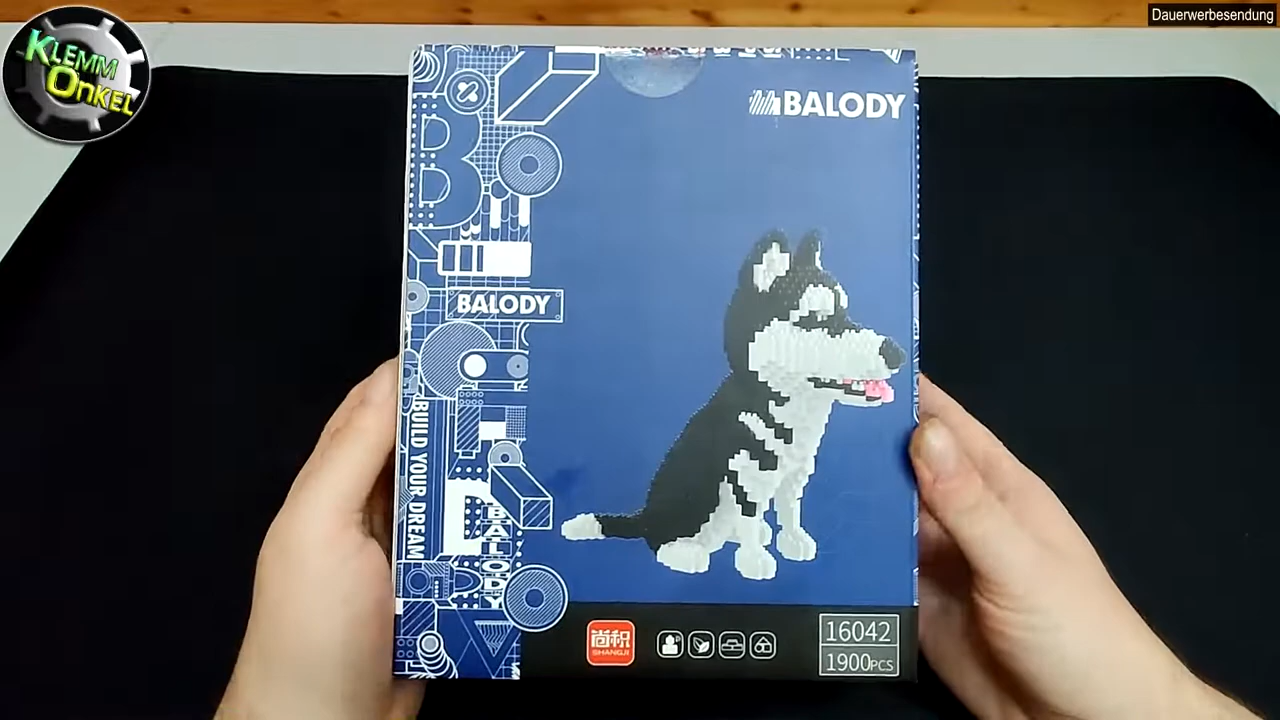 Dauerwerbesendung
KLEMM
ONKEL
BALODY
B
BALODY
BUILD YOUR DREAM
BALODY
尚积
SHANGJI
16042
1900PCS